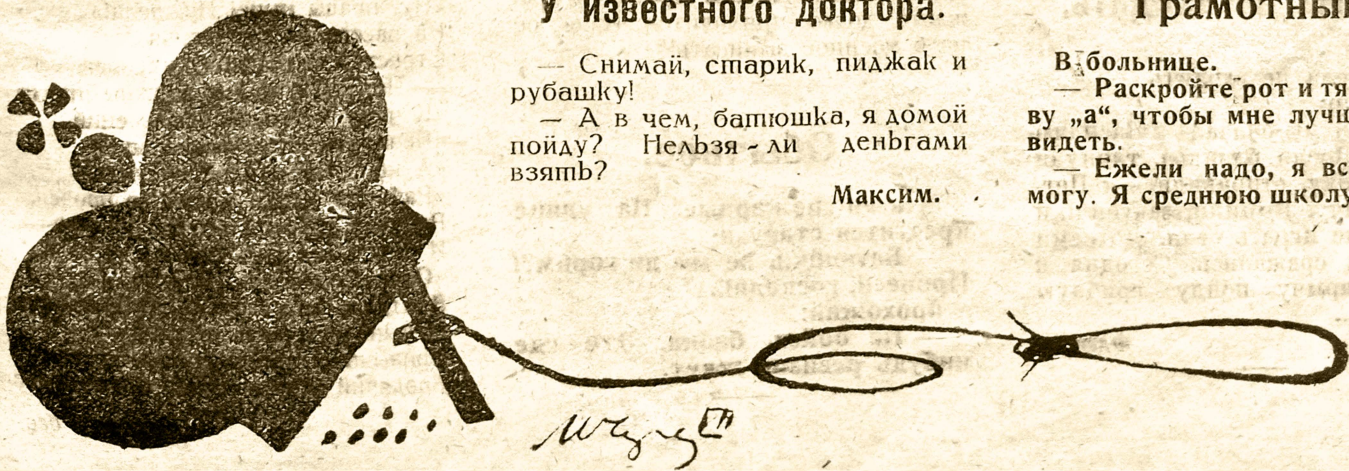 У известного доктора.
— Снимай, старик, пиджак и
рубашку!
— А в чем, батюшка, я домой
пойду? Нельзя-ли деньгами
взять?
Максим.
Грамотный
В больнице.
— Раскройте рот и тя-
ву „а“, чтобы мне лучш
видеть.
— Ежели надо, я вс
могу. Я среднюю школу